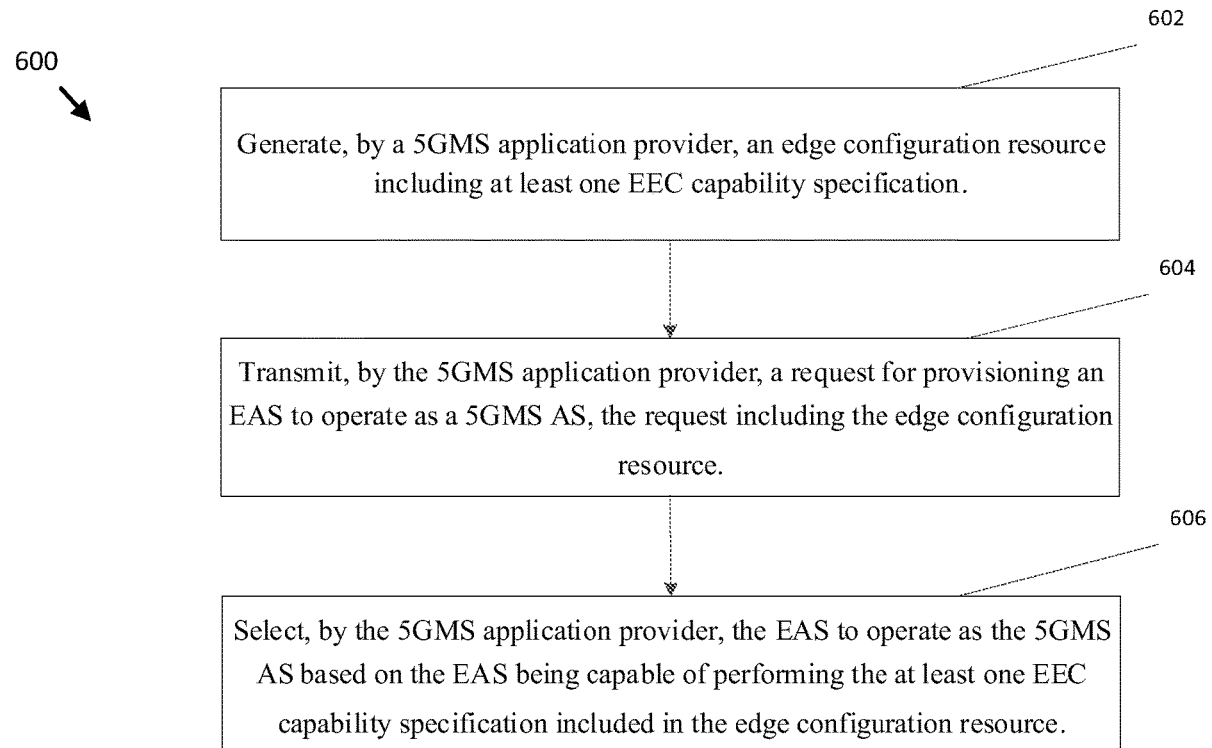 602
600
Generate, by a 5GMS application provider, an edge configuration resource
including at least one EEC capability specification.
604
Transmit, by the 5GMS application provider, a request for provisioning an
EAS to operate as a 5GMS AS, the request including the edge configuration
resource.
606
Select, by the 5GMS application provider, the EAS to operate as the 5GMS
AS based on the EAS being capable of performing the at least one EEC
capability specification included in the edge configuration resource.